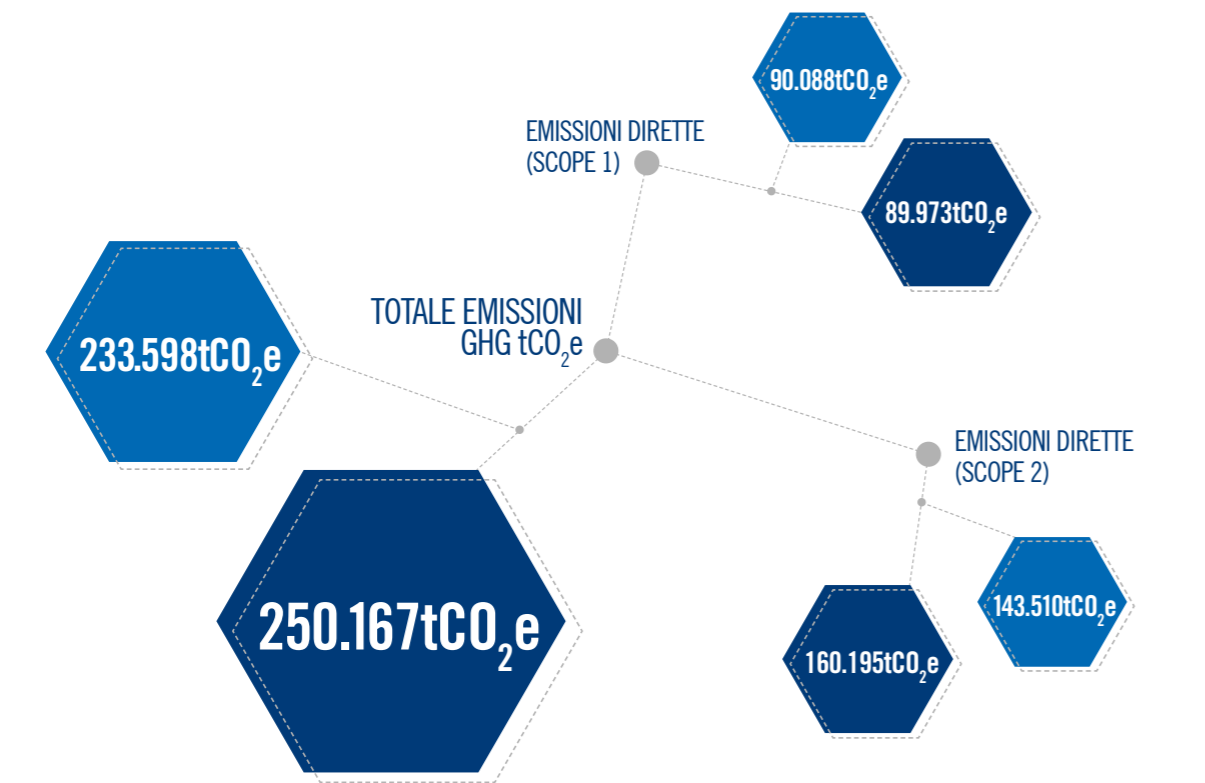 90.088tCO₂e
EMISSIONI DIRETTE
(SCOPE 1)
89.973tCO₂e
TOTALE EMISSIONI
GHG tCO₂e
233.598tCO₂e
250.167tCO₂e
EMISSIONI DIRETTE
(SCOPE 2)
143.510tCO₂e
160.195tCO₂e